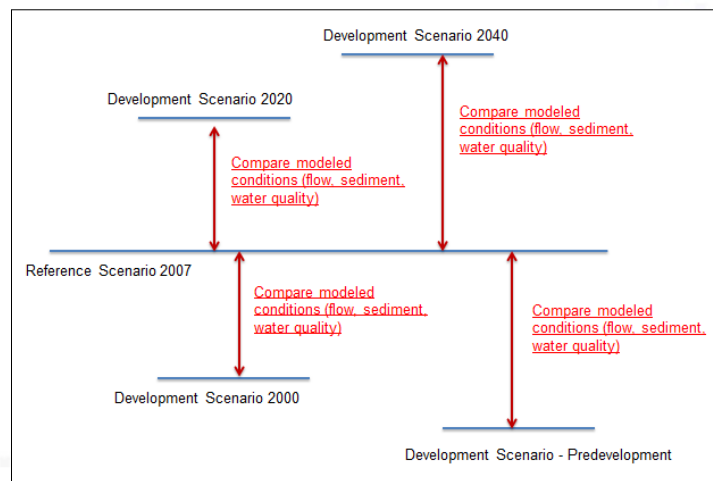 Development Scenario 2040
Development Scenario 2020
Compare modeled
conditions (flow, sediment,
water quality)
Compare modeled
conditions (flow, sediment,
water quality)
Reference Scenario 2007
Compare modeled
conditions (flow, sediment,
water quality)
Compare modeled
conditions (flow, sediment,
water quality)
Development Scenario 2000
Development Scenario - Predevelopment